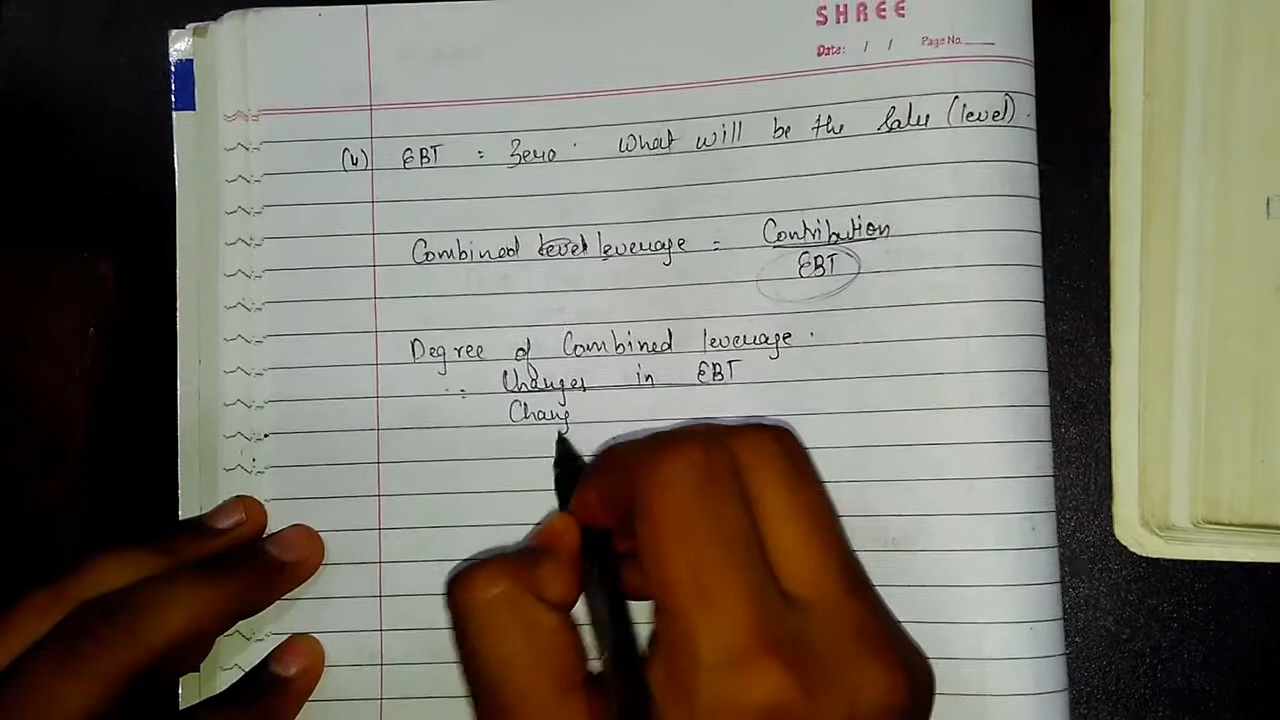 SHREE
Date: / / Page No.
(4) EBT = Zero. What will be the Sales (level).
Combined level leverage = Contribution
EBT
Degree of Combined leverage.
= Changes in EBT
Chang